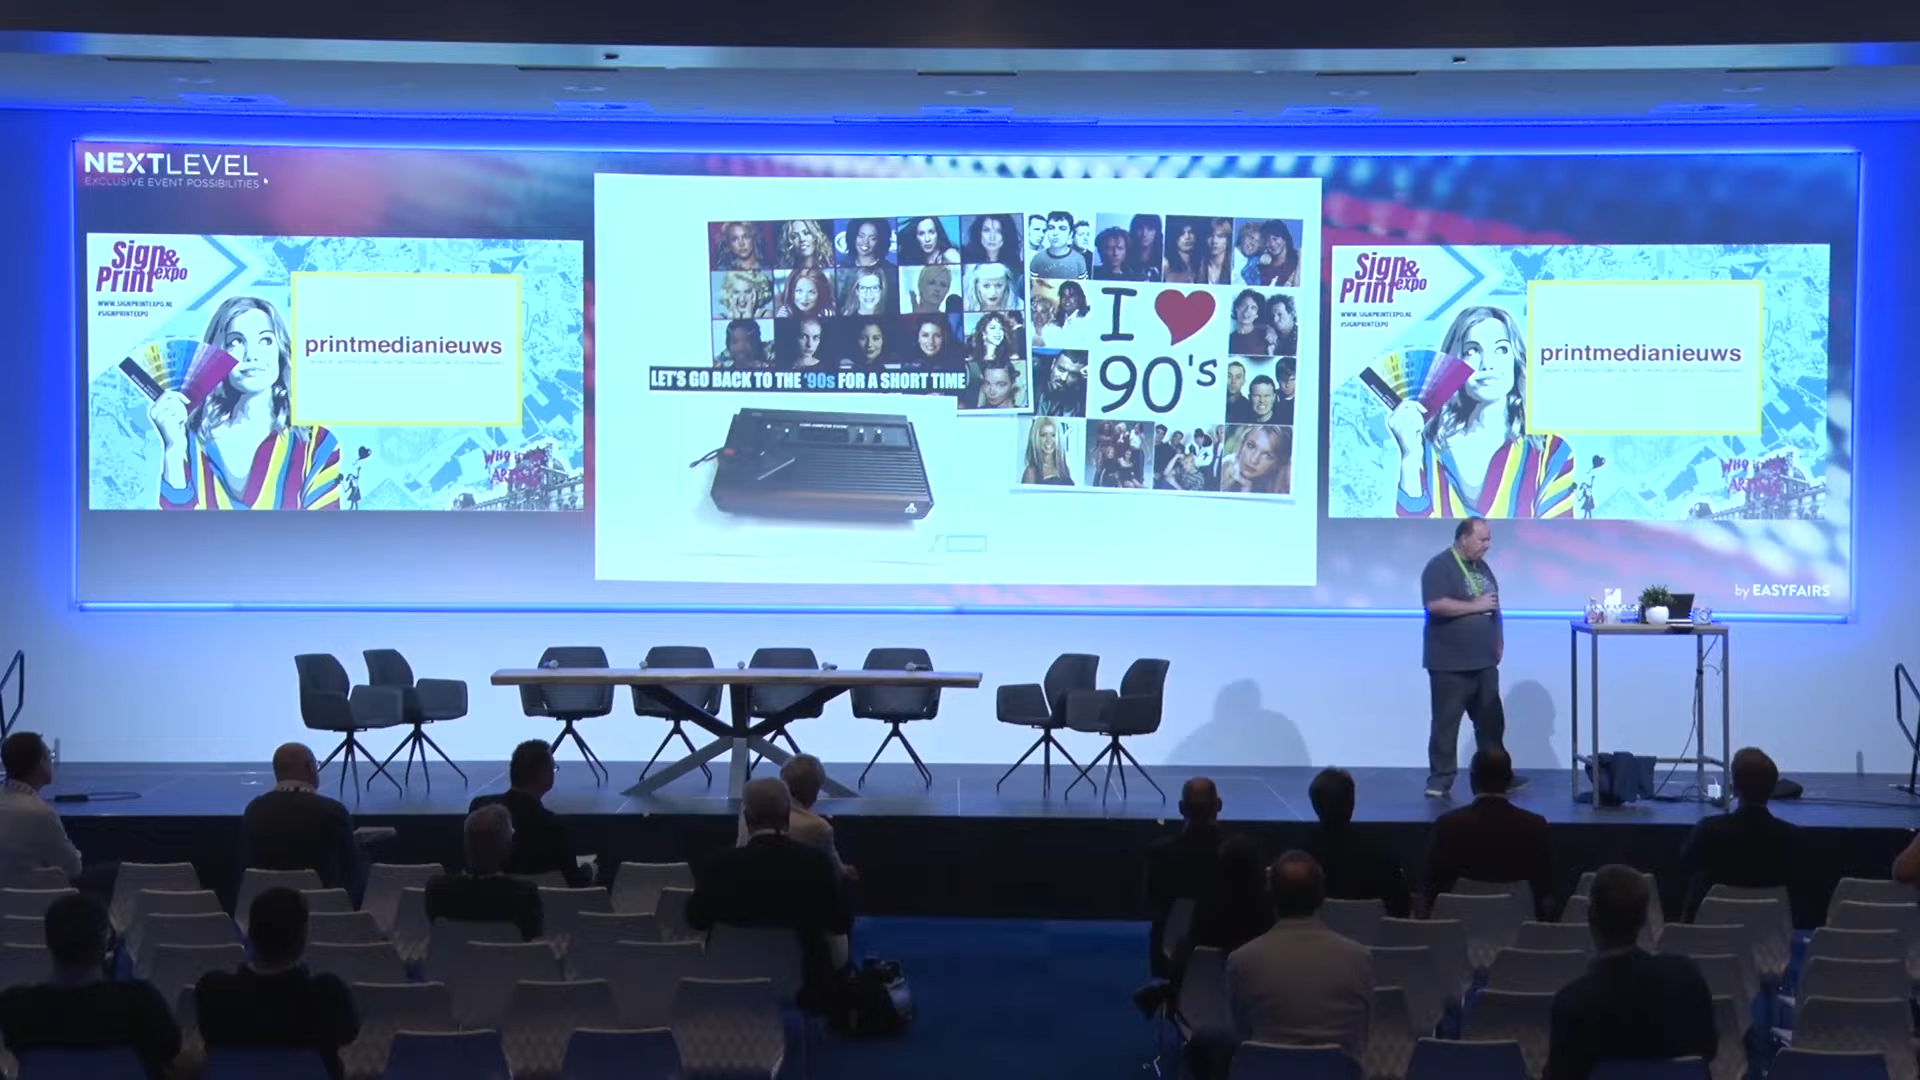 NEXTLEVEL
EXCLUSIVE EVENT POSSIBILITIES
Sign&
Print expo
WWW.SIGNPRINTEXPO.NL
#SIGNPRINTEXPO
printmedianieuws
LET'S GO BACK TO THE '90s FOR A SHORT TIME
I
90's
Sign&
Print expo
WWW.SIGNPRINTEXPO.NL
#SIGNPRINTEXPO
printmedianieuws
by EASYFAIRS